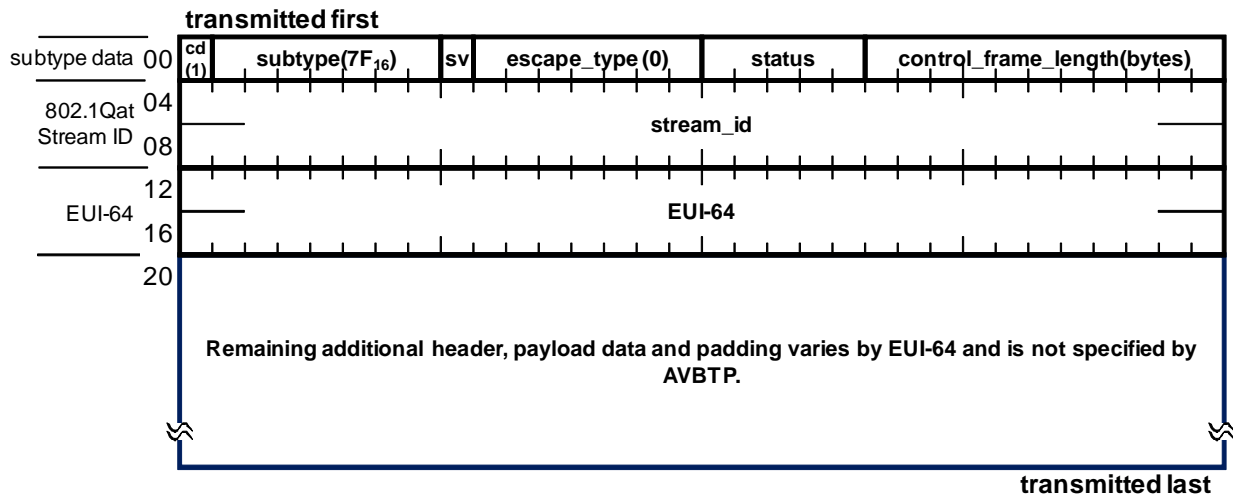 transmitted first
subtype data 00 cd (1) subtype(7F₁₆) sv escape_type (0) status control_frame_length(bytes)
802.1Qat Stream ID 04 08 stream_id
EUI-64 12 16 EUI-64
20
Remaining additional header, payload data and padding varies by EUI-64 and is not specified by
AVBTP.
transmitted last